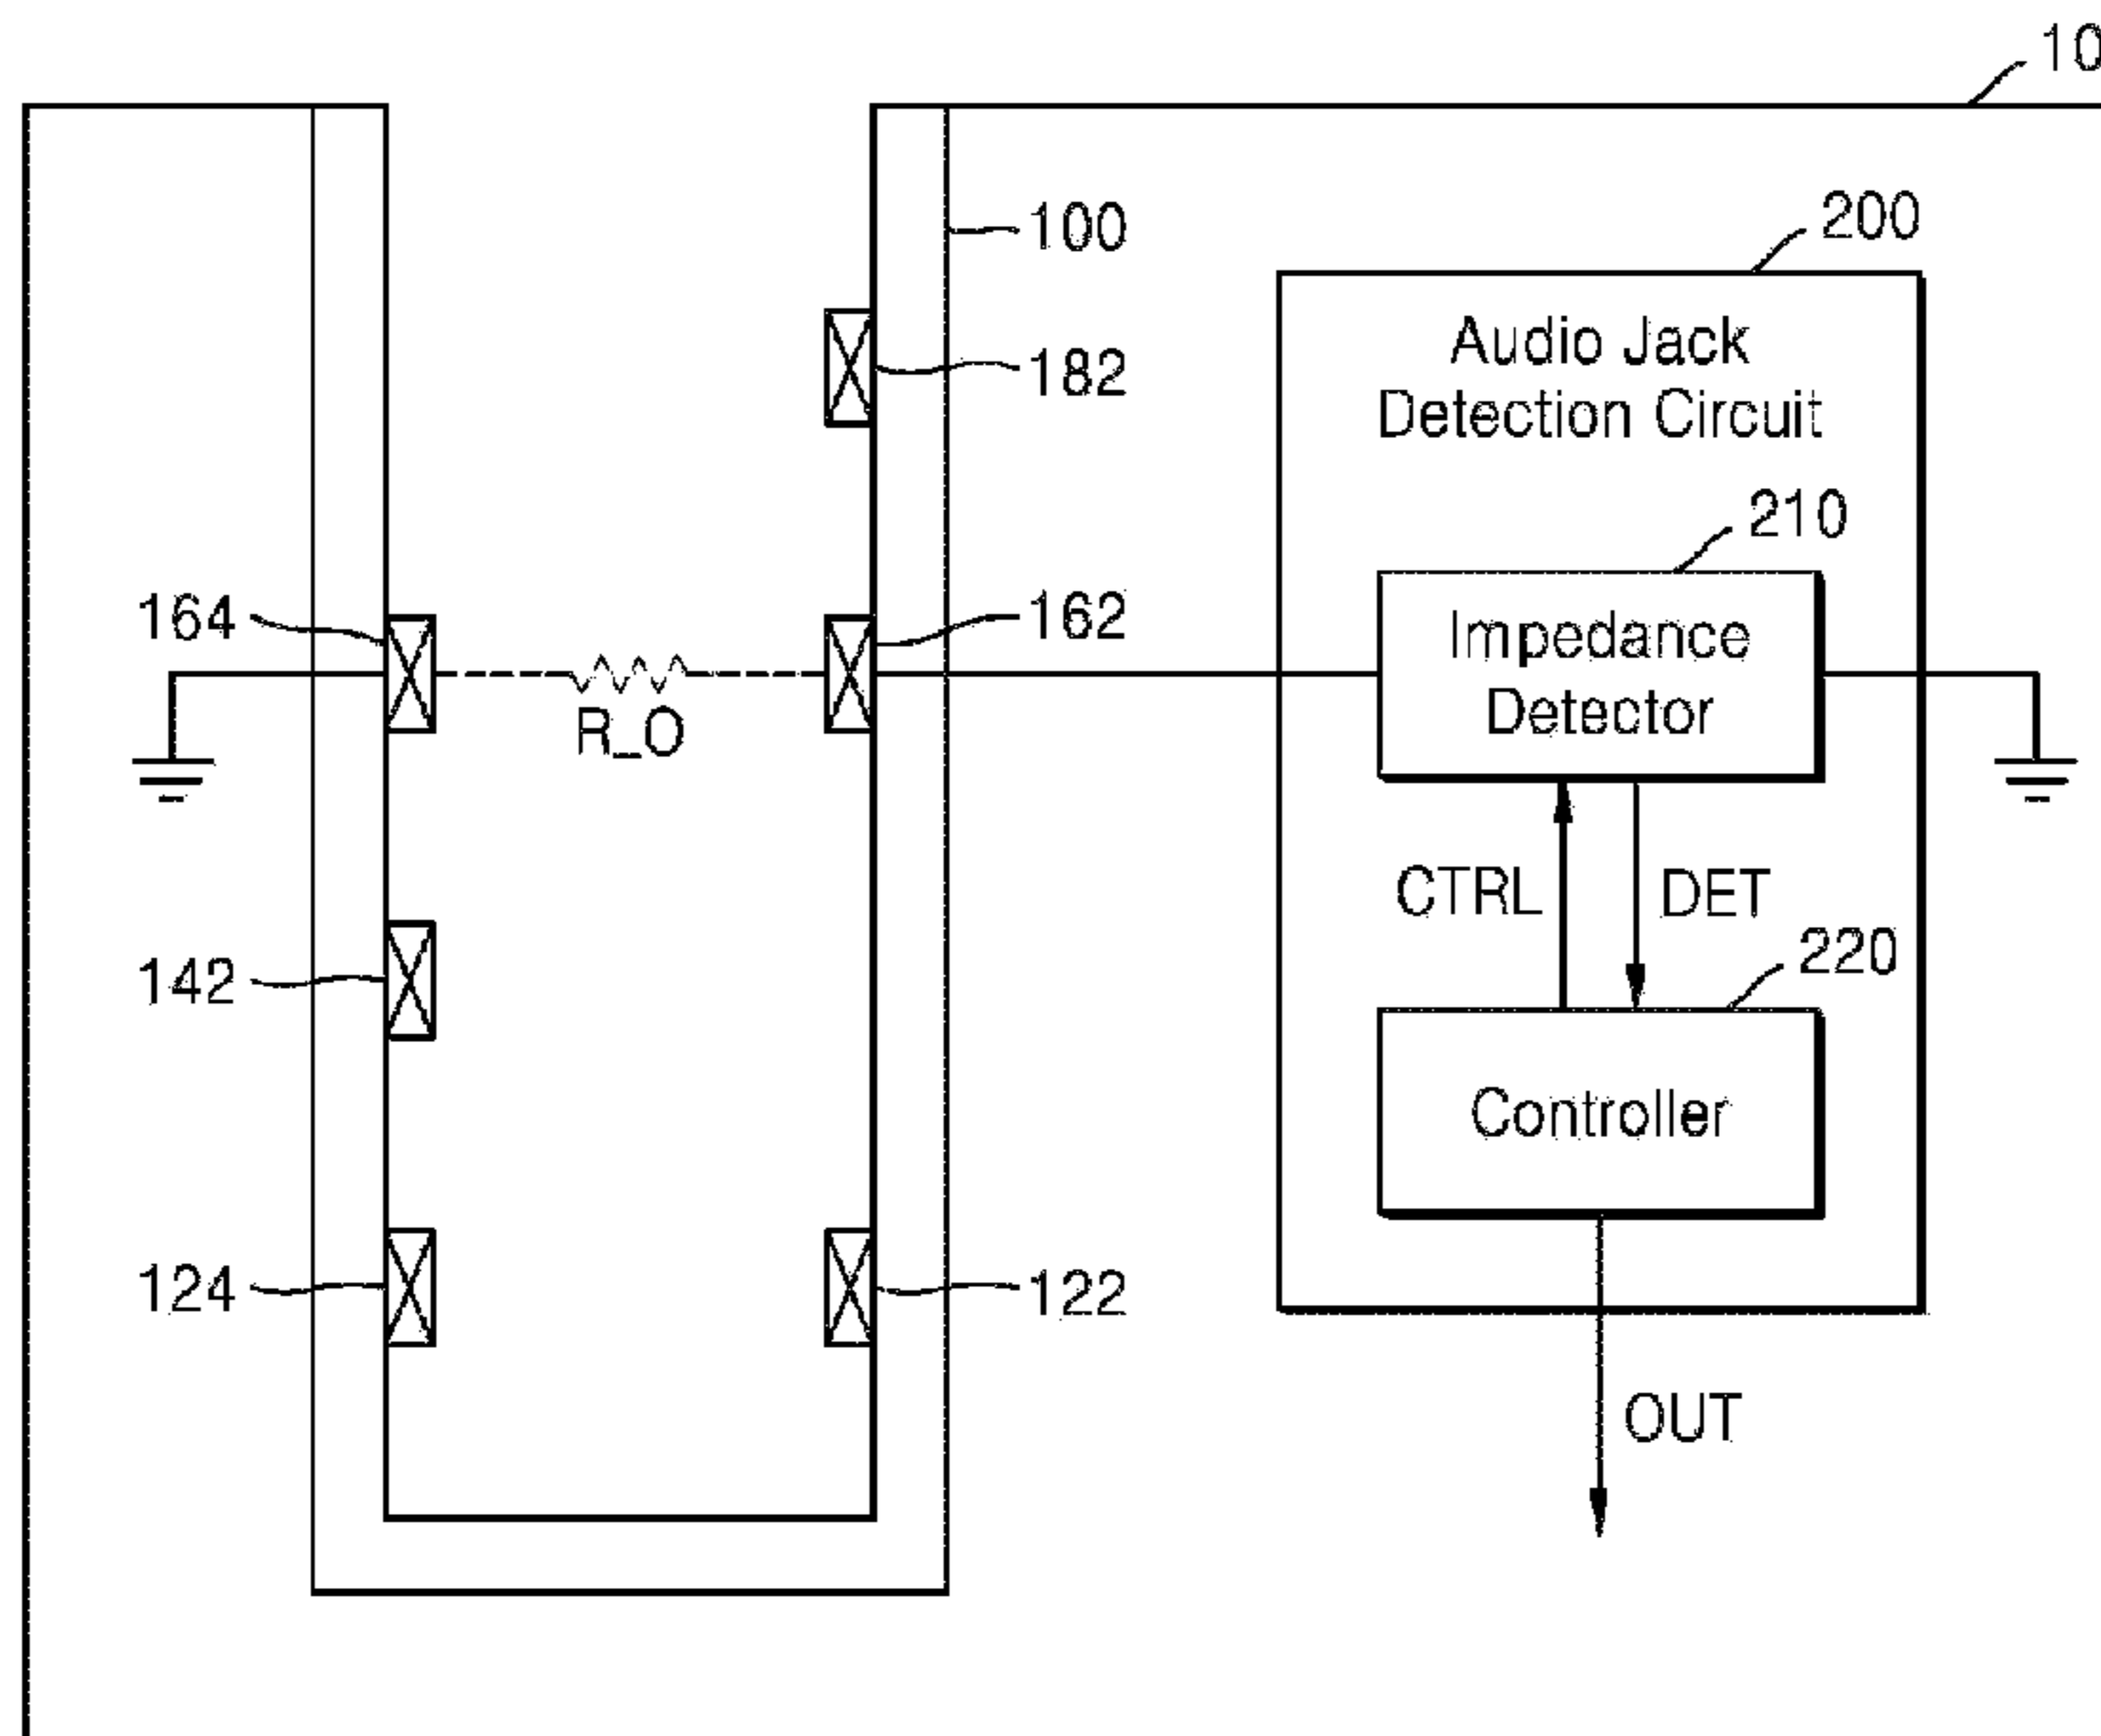 10
100
200
Audio Jack
Detection Circuit
182
210
164
162
Impedance
Detector
R_O
CTRL
DET
142
220
Controller
124
122
OUT